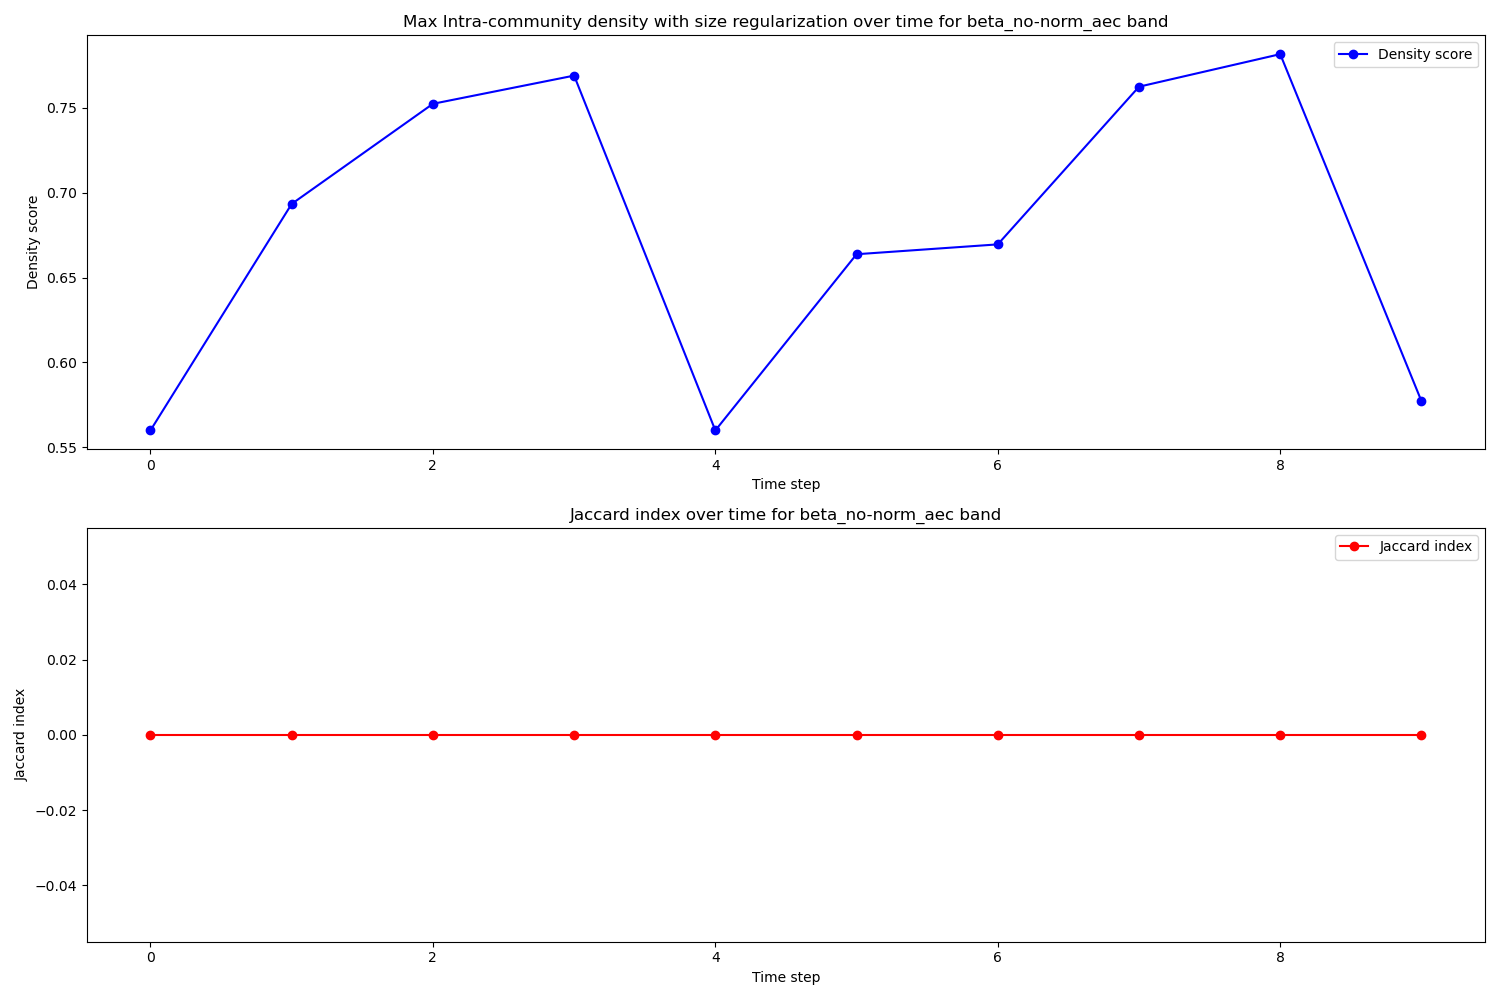 Max Intra-community density with size regularization over time for beta_no-norm_aec band
Density score
0.75
0.70
0.65
0.60
0.55
Density score
0 2 4 6 8
Time step
Jaccard index over time for beta_no-norm_aec band
Jaccard index
0.04
0.02
0.00
−0.02
−0.04
Jaccard index
0 2 4 6 8
Time step